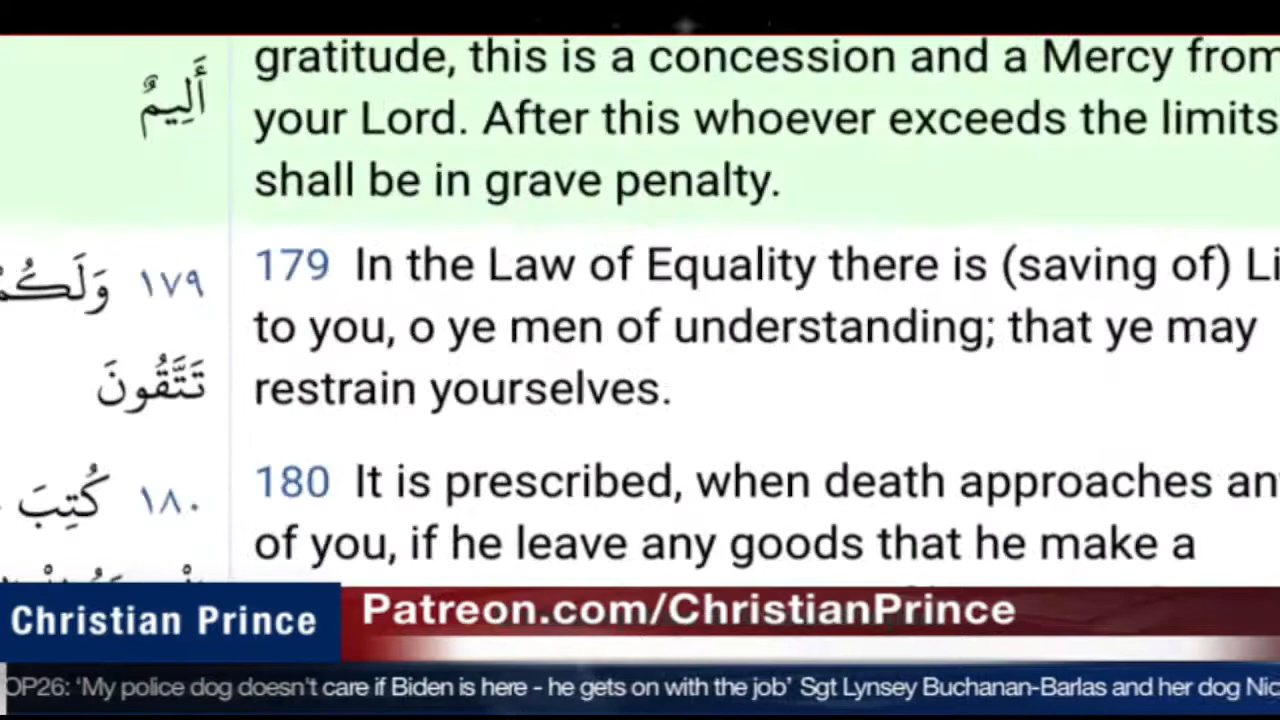 gratitude, this is a concession and a Mercy from
أَلِيمٌ
your Lord. After this whoever exceeds the limits
shall be in grave penalty.
179 In the Law of Equality there is (saving of) Li
١٧٩ وَلَكُمْ
to you, o ye men of understanding; that ye may
تَتَّقُونَ
restrain yourselves.
180 It is prescribed, when death approaches an
١٨٠ كُتِبَ
of you, if he leave any goods that he make a
Christian Prince
Patreon.com/ChristianPrince
OP26: ‘My police dog doesn’t care if Biden is here - he gets on with the job’ Sgt Lynsey Buchanan-Barlas and her dog Nic